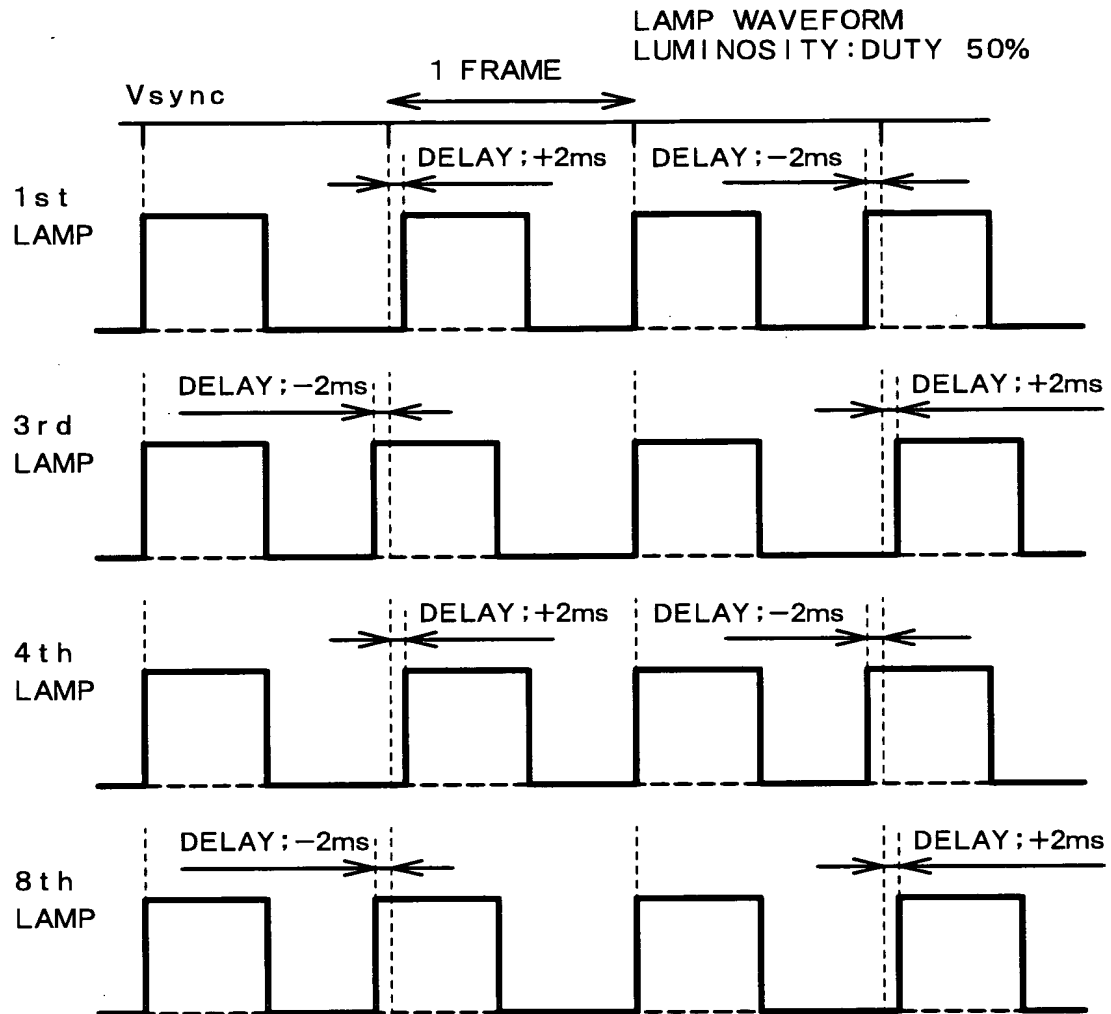 LAMP WAVEFORM
LUMINOSITY:DUTY 50%
1 FRAME
Vsync
DELAY;+2ms
DELAY;−2ms
1st
LAMP
DELAY;−2ms
DELAY;+2ms
3rd
LAMP
DELAY;+2ms
DELAY;−2ms
4th
LAMP
DELAY;−2ms
DELAY;+2ms
8th
LAMP